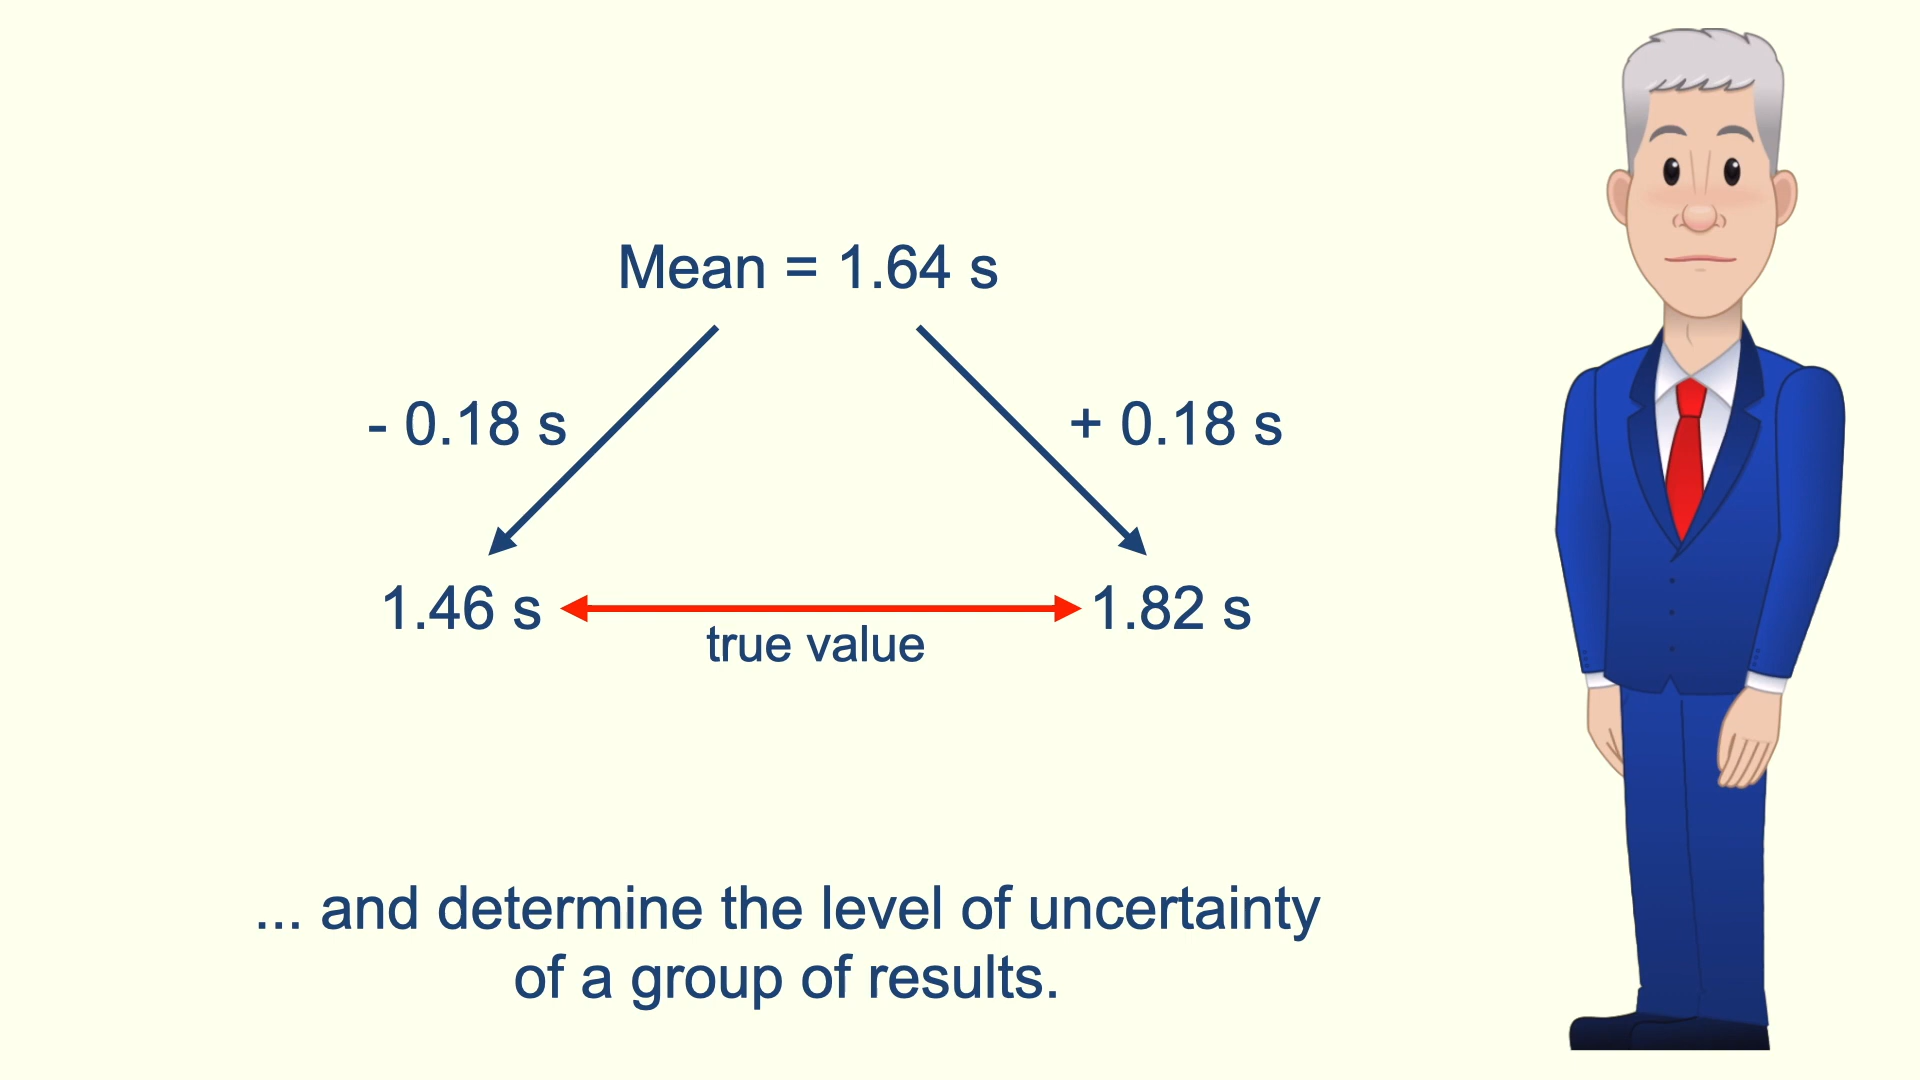 Mean = 1.64 s
- 0.18 s
+ 0.18 s
1.46 s
1.82 s
true value
... and determine the level of uncertainty
of a group of results.